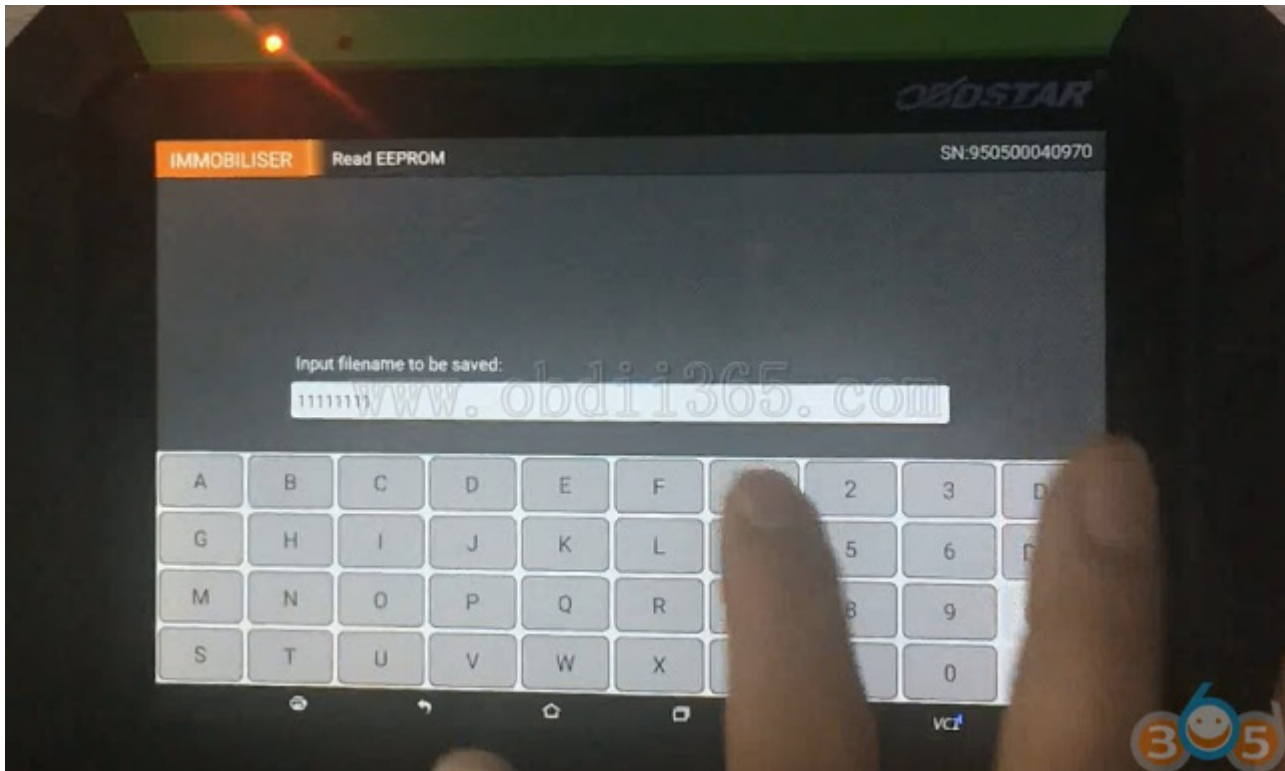 OBDSTAR
IMMOBILISER Read EEPROM SN:950500040970
Input filename to be saved:
www.obdii365.com
A B C D E F 2 3
G H I J K L 5 6
M N O P Q R 8 9
S T U V W X 0
VCI
365